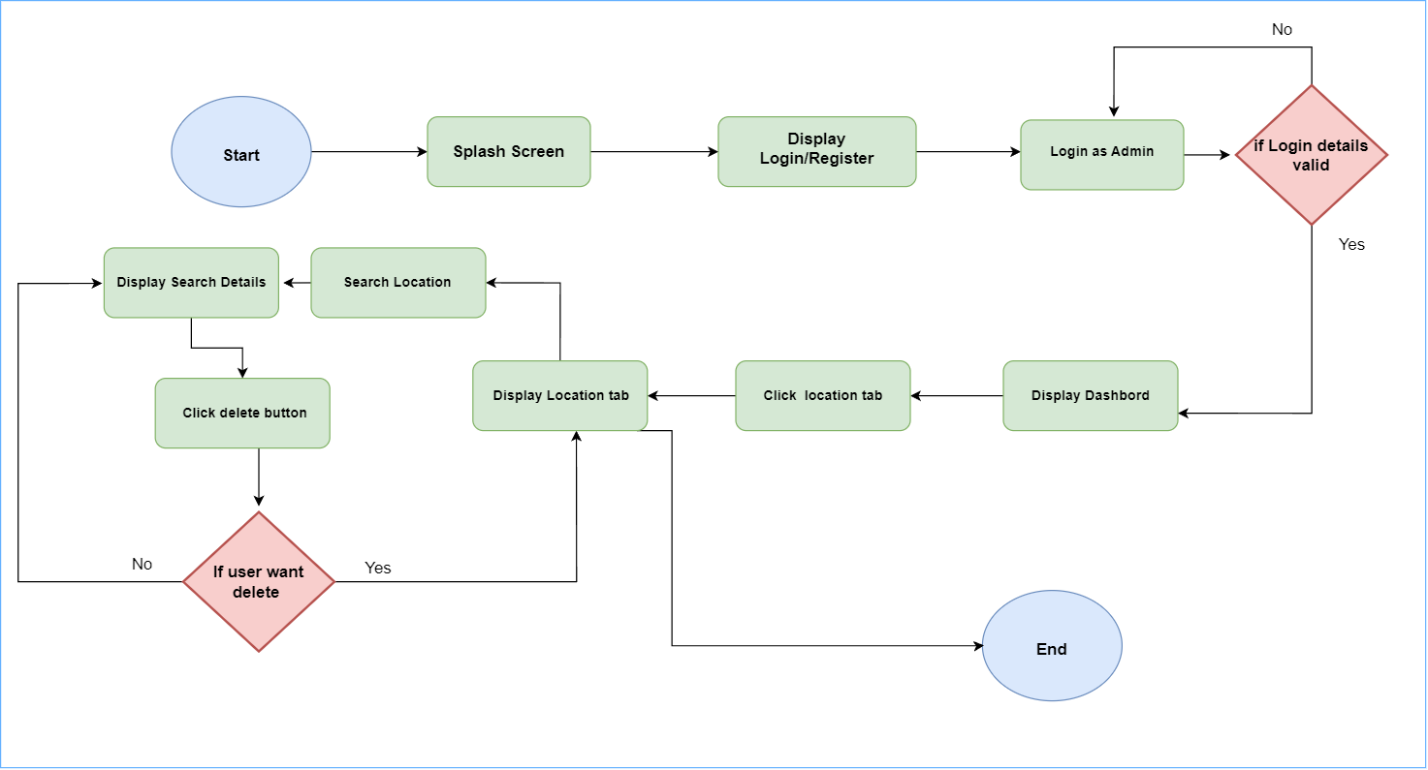 No
Start
Splash Screen
Display
Login/Register
Login as Admin
if Login details
valid
Yes
Display Search Details
Search Location
Display Location tab
Click  location tab
Display Dashbord
Click delete button
No
If user want
delete
Yes
End